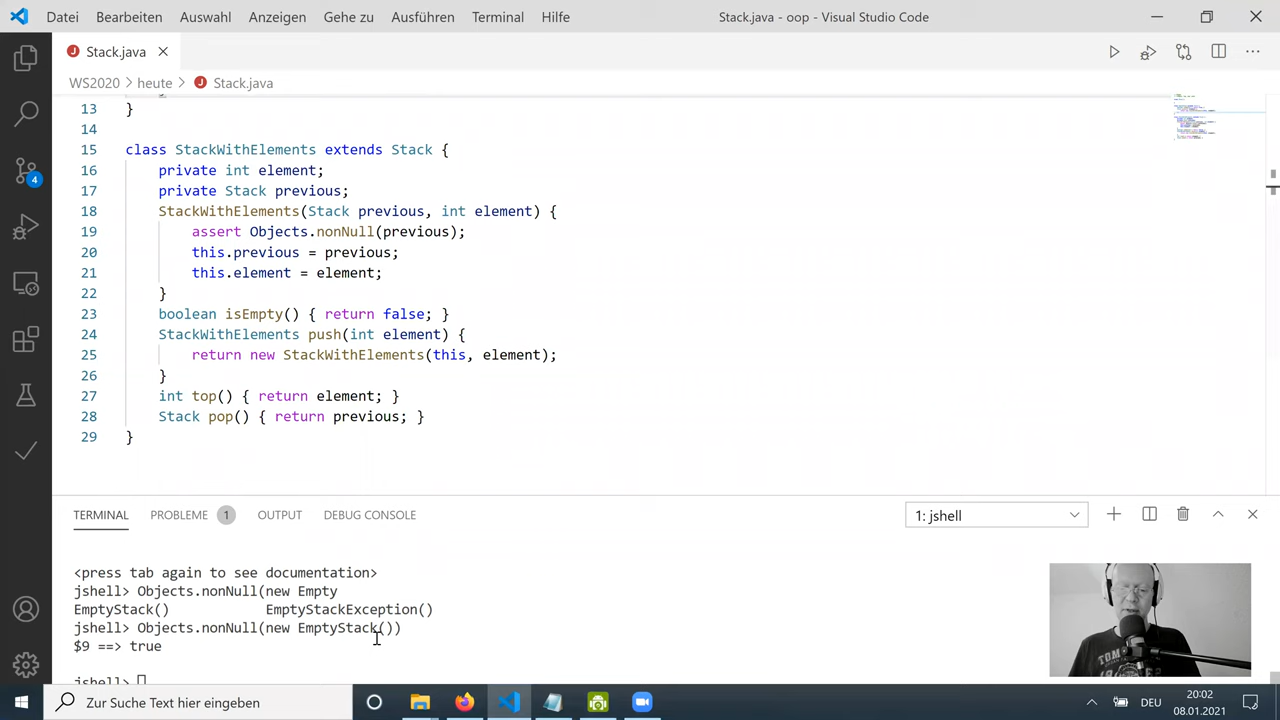 Datei Bearbeiten Auswahl Anzeigen Gehe zu Ausführen Terminal Hilfe Stack.java - oop - Visual Studio Code
Stack.java
WS2020 > heute > Stack.java
13 }
14
15 class StackWithElements extends Stack {
16 private int element;
17 private Stack previous;
18 StackWithElements(Stack previous, int element) {
19 assert Objects.nonNull(previous);
20 this.previous = previous;
21 this.element = element;
22 }
23 boolean isEmpty() { return false; }
24 StackWithElements push(int element) {
25 return new StackWithElements(this, element);
26 }
27 int top() { return element; }
28 Stack pop() { return previous; }
29 }
4
TERMINAL PROBLEME 1 OUTPUT DEBUG CONSOLE 1: jshell
<press tab again to see documentation>
jshell> Objects.nonNull(new Empty
EmptyStack() EmptyStackException()
jshell> Objects.nonNull(new EmptyStack())
$9 ==> true
jshell>
Zur Suche Text hier eingeben
DEU
20:02
08.01.2021